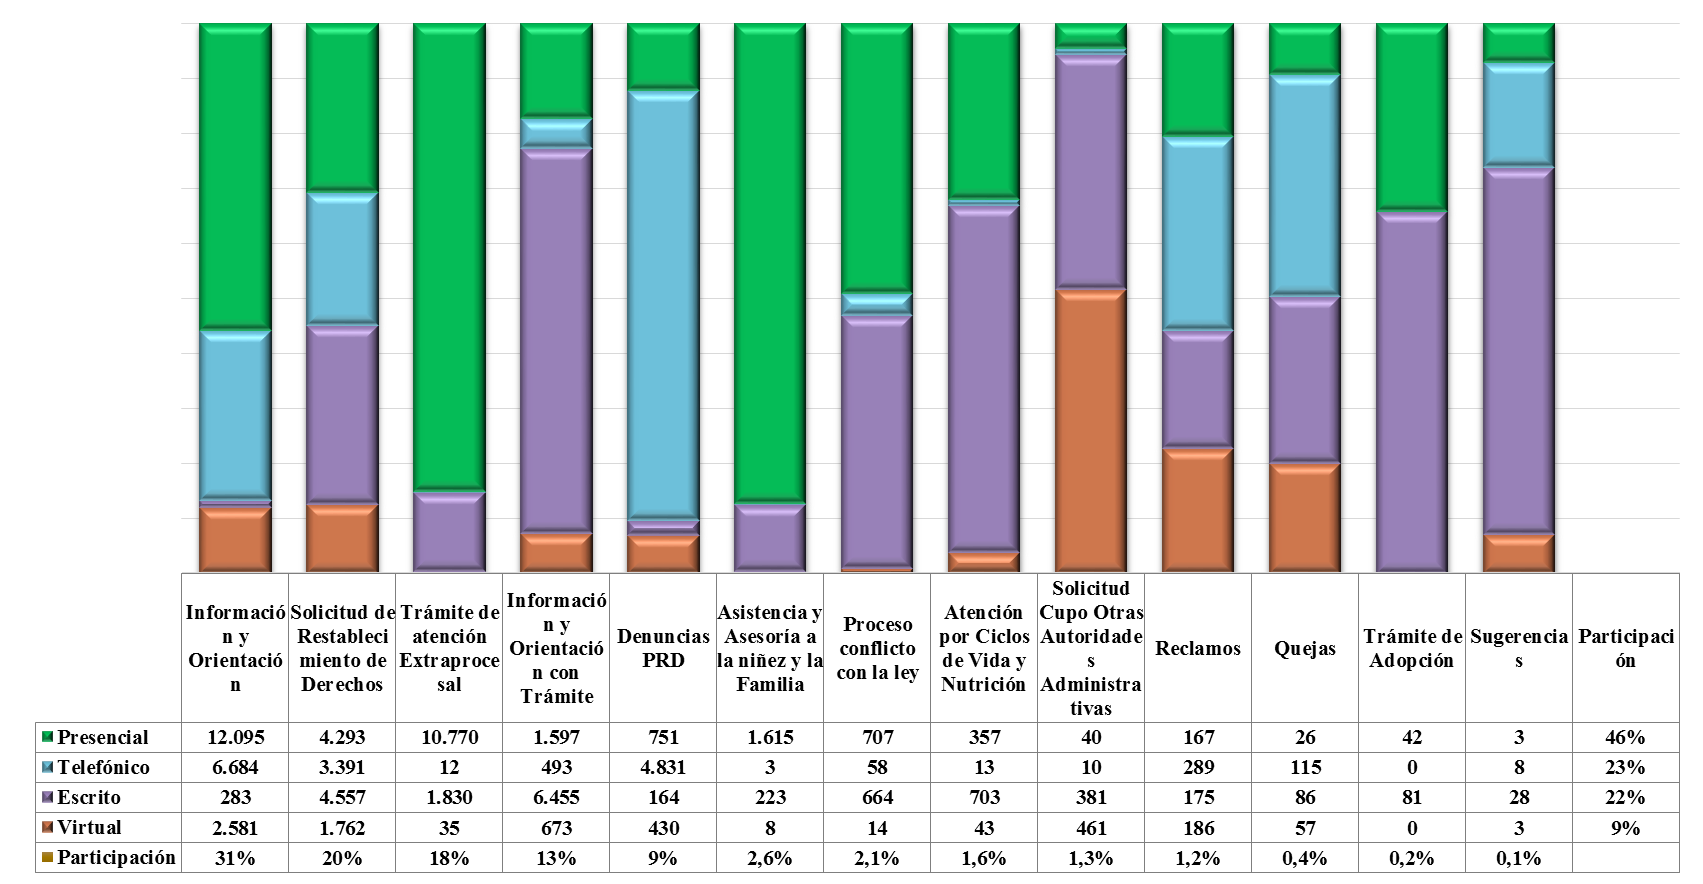 Informació
n y
Orientació
n
Solicitud de
Restableci
miento de
Derechos
Trámite de
atención
Extraproce
sal
Informació
n y
Orientació
n con
Trámite
Denuncias
PRD
Asistencia y
Asesoría a
la niñez y la
Familia
Proceso
conflicto
con la ley
Atención
por Ciclos
de Vida y
Nutrición
Solicitud
Cupo Otras
Autoridade
s
Administra
tivas
Reclamos
Quejas
Trámite de
Adopción
Sugerencia
s
Participaci
ón
Presencial 12.095 4.293 10.770 1.597 751 1.615 707 357 40 167 26 42 3 46%
Telefónico 6.684 3.391 12 493 4.831 3 58 13 10 289 115 0 8 23%
Escrito 283 4.557 1.830 6.455 164 223 664 703 381 175 86 81 28 22%
Virtual 2.581 1.762 35 673 430 8 14 43 461 186 57 0 3 9%
Participación 31% 20% 18% 13% 9% 2,6% 2,1% 1,6% 1,3% 1,2% 0,4% 0,2% 0,1%